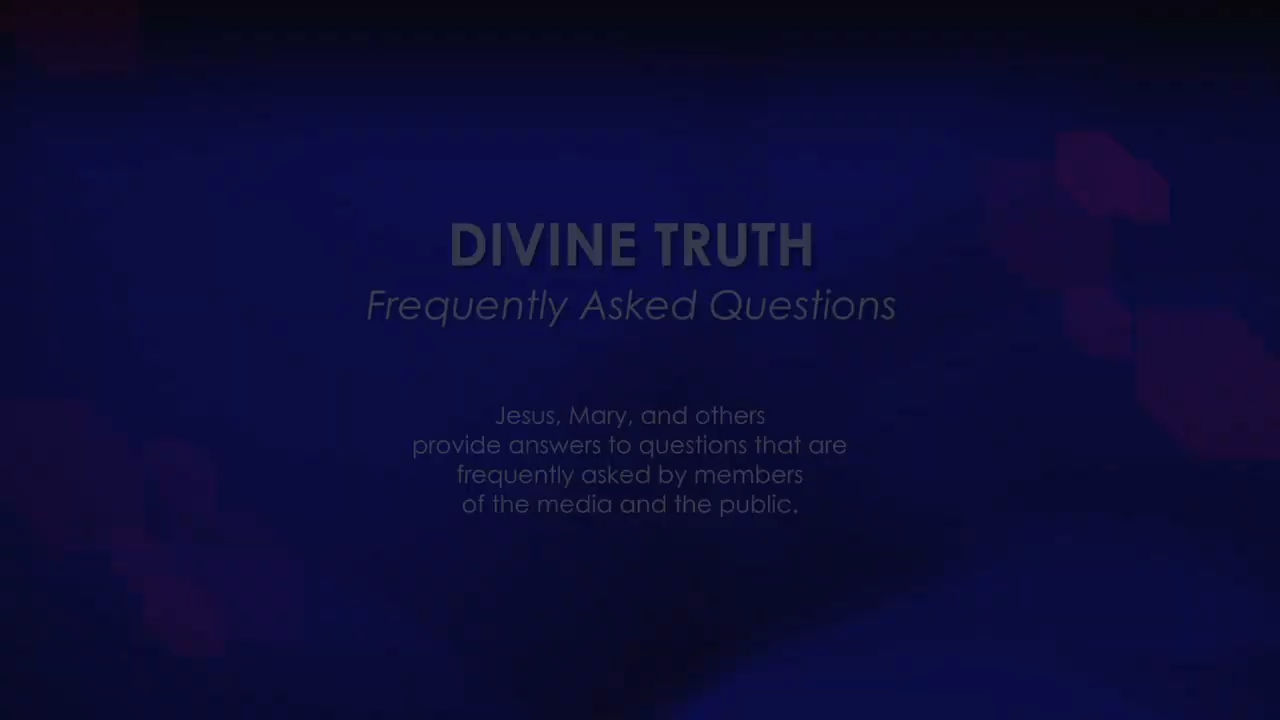 DIVINE TRUTH
Frequently Asked Questions
Jesus, Mary, and others
provide answers to questions that are
frequently asked by members
of the media and the public.